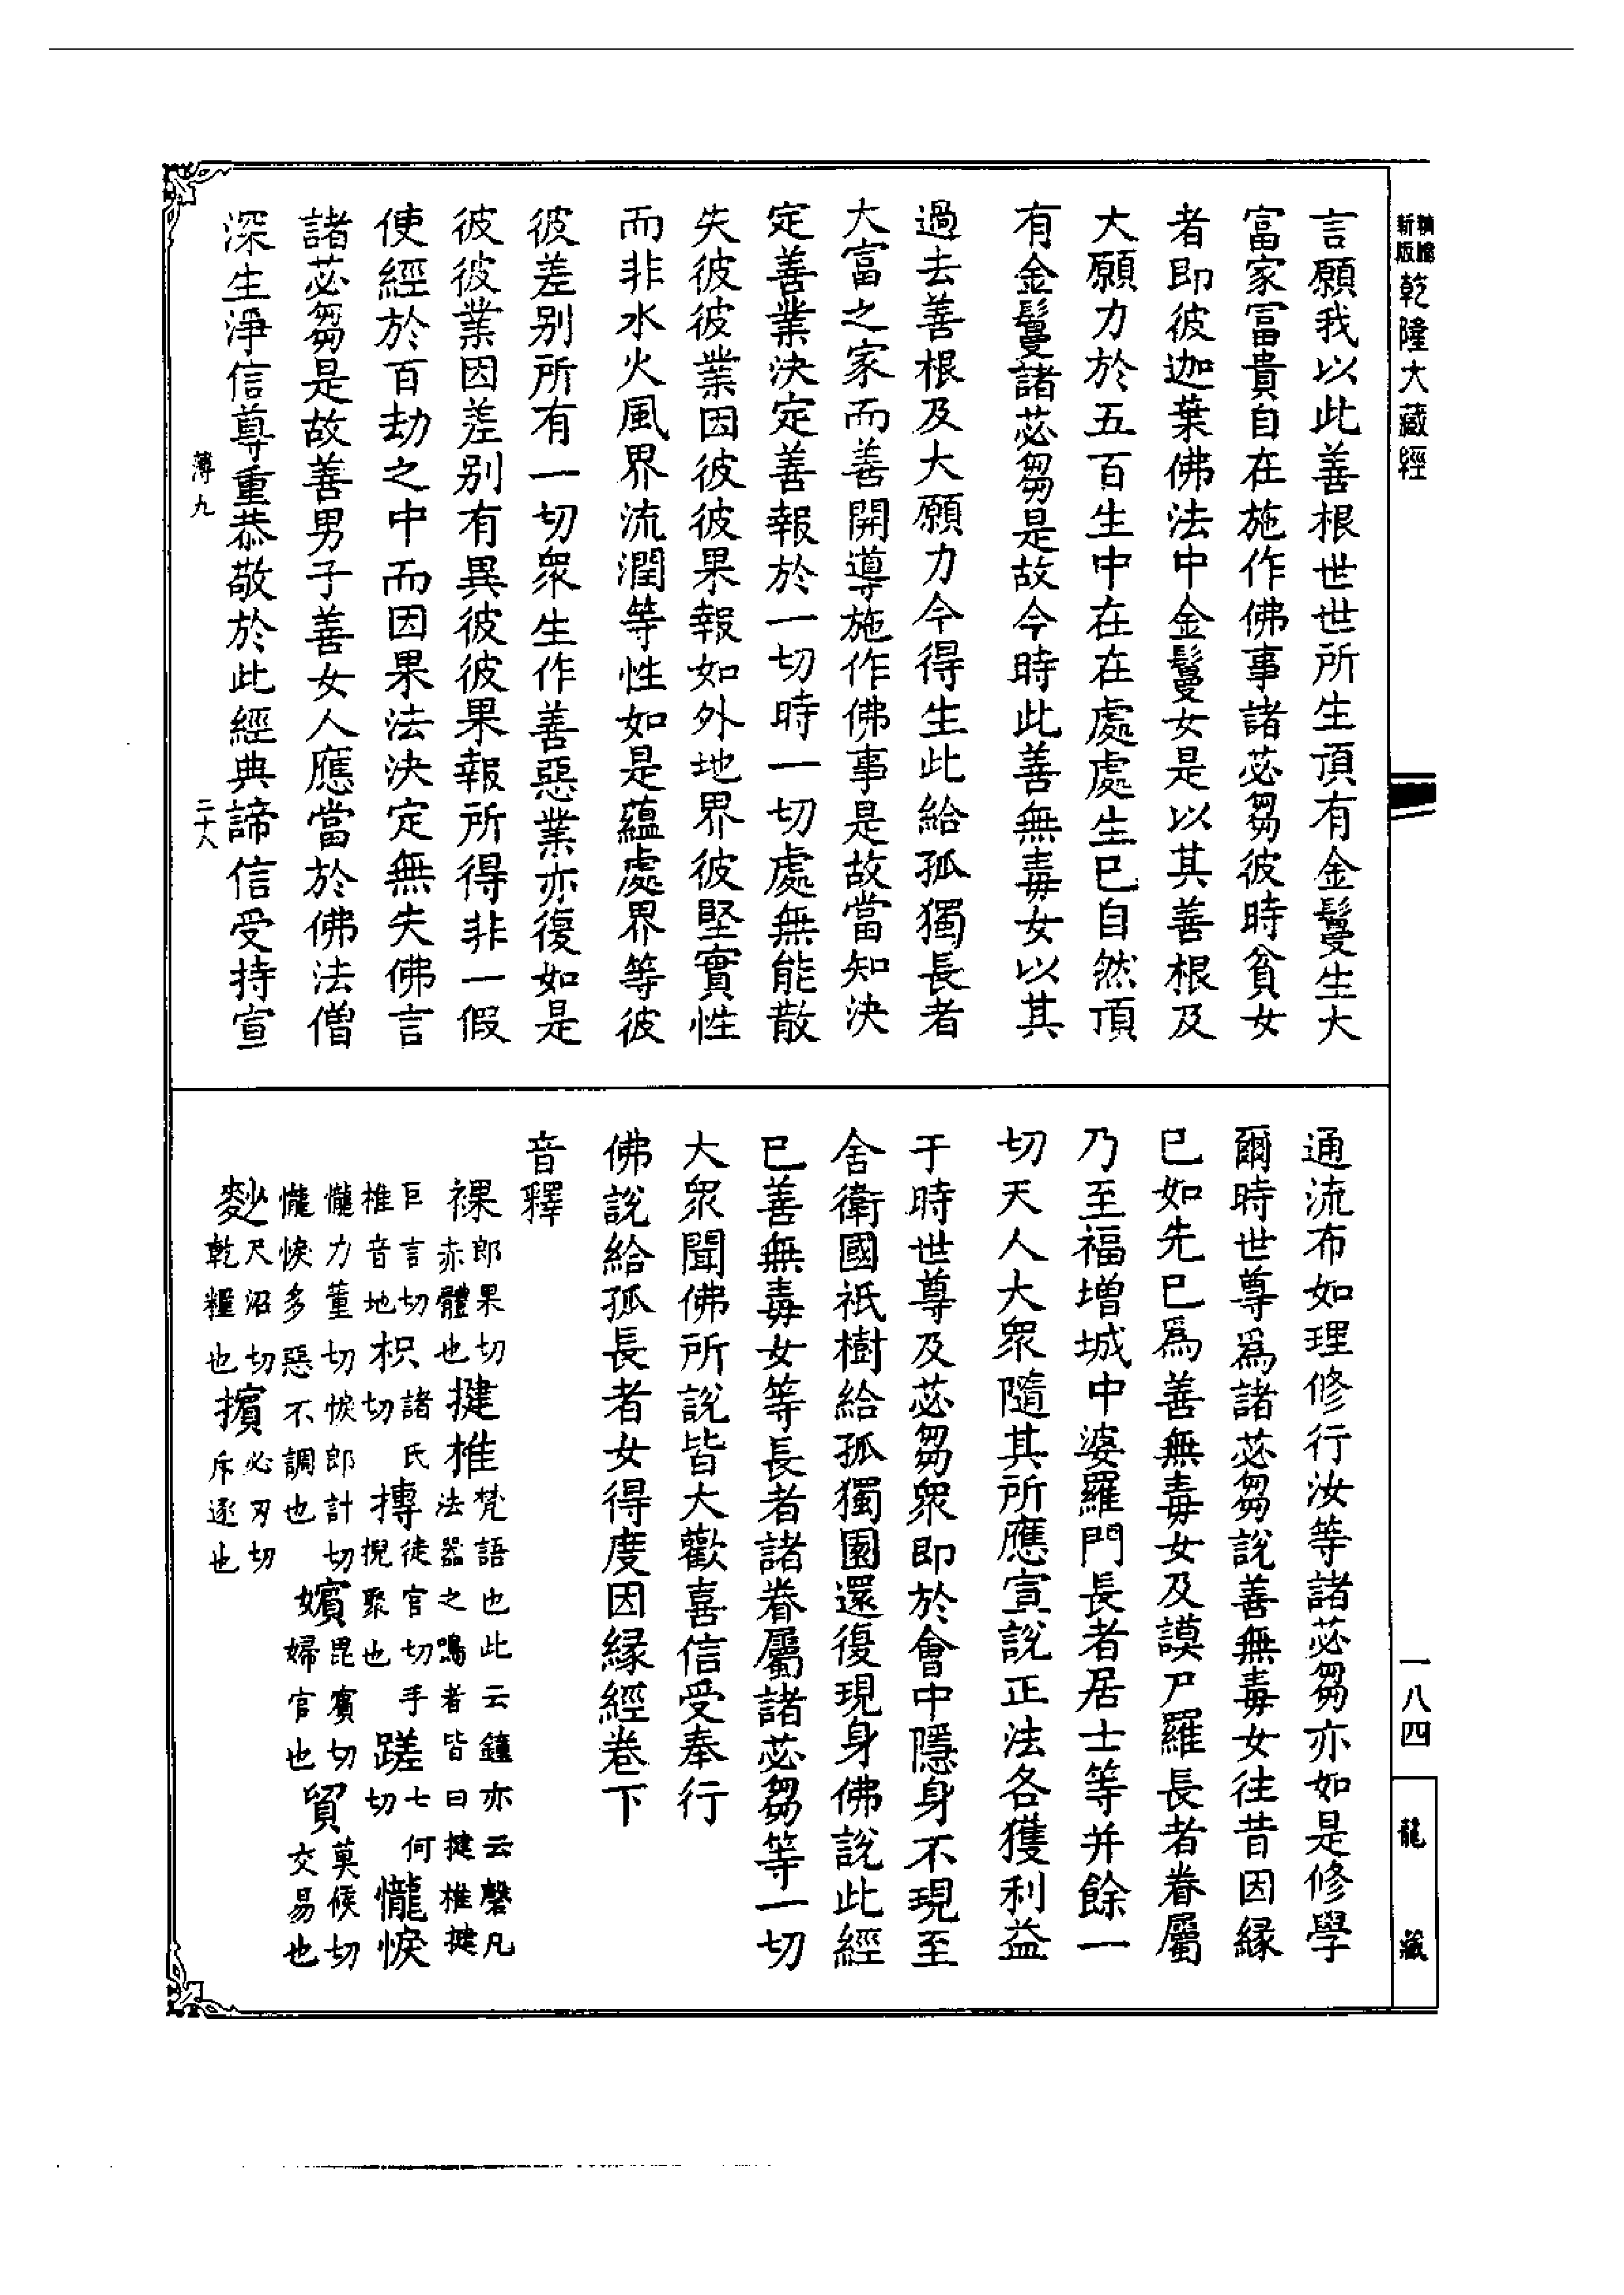 新版
乾隆大藏經
一八四
龍藏
言願我以此善根世世所生頂有金鬘生大
富家富貴自在施作佛事諸苾芻彼時貧女
者即彼迦葉佛法中金鬘女是以其善根及
大願力於五百生中在在處處生已自然頂
有金鬘諸苾芻是故今時此善無毒女以其
過去善根及大願力今得生此給孤獨長者
大富之家而善開導施作佛事是故當知決
定善業決定善報於一切時一切處無能散
失彼彼業因彼彼果報如外地界彼堅實性
而非水火風界流潤等性如是蘊處界等彼
彼差別所有一切眾生作善惡業亦復如是
彼彼業因差別有異彼彼果報所得非一假
使經於百劫之中而因果法決定無失佛言
諸苾芻是故善男子善女人應當於佛法僧
深生淨信尊重恭敬於此經典諦信受持宣
薄九 二十八
通流布如理修行汝等諸苾芻亦如是修學
爾時世尊為諸苾芻說善無毒女往昔因緣
已如先已為善無毒女及謨尸羅長者眷屬
乃至福增城中婆羅門長者居士等并餘一
切天人大眾隨其所應宣說正法各獲利益
于時世尊及苾芻眾即於會中隱身不現至
舍衛國祇樹給孤獨園還復現身佛說此經
已善無毒女等長者諸眷屬諸苾芻等一切
大眾聞佛所說皆大歡喜信受奉行
佛說給孤長者女得度因緣經卷下
音釋
裸郎果切赤體也 揵椎梵語也此云鐘亦云磬凡法器之鳴者皆曰揵椎揵
巨言切椎音地 枳諸氏切 摶徒官切手挩聚也 蹉七何切 𢤱悷
𢤱力董切悷郎計切𢤱悷多惡不調也 嬪毘賓切婦官也 貿莫候切交易也
麨尺沼切乾糧也 擯必刃切斥逐也